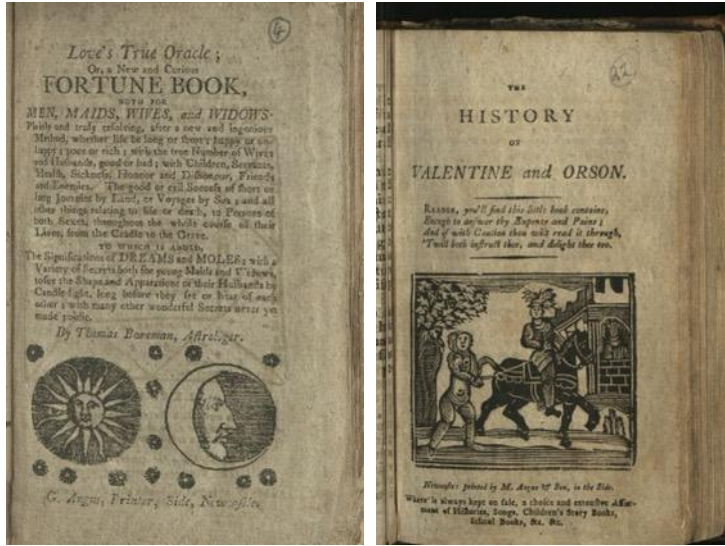 4
Love's True Oracle;
Or, a New and Curious
FORTUNE BOOK,
BOTH FOR
MEN, MAIDS, WIVES, and WIDOWS.
Plainly and truly resolving, after a new and ingenious
Method, whether life be long or short; happy or un-
happy; poor or rich; with the true Number of Wives
and Husbands, good or bad; with Children, Servants,
Health, Sickness, Honour and Dishonour, Friends
and Enemies. The good or evil Success of short or
long Journies by Land, or Voyages by Sea; and all
other things relating to life or death, to Persons of
both Sexes, throughout the whole course of their
Lives, from the Cradle to the Grave.
TO WHICH IS ADDED,
The Significations of DREAMS and MOLES; with a
Variety of Secrets both for young Maids and Widows,
to see the Shape and Apparitions of their Husbands by
Candle-light, long before they see or hear of each
other; with many other wonderful Secrets never yet
made public.
By Thomas Boreman, Astrologer.
G. Angus, Printer, Side, Newcastle.
22
THE
HISTORY
OF
VALENTINE and ORSON.
READER, you'll find this little book contains,
Enough to answer thy Expence and Pains;
And if with Caution thou wilt read it through,
'Twill both instruct thee, and delight thee too.
Newcastle: printed by M. Angus & Son, in the Side.
Where is always kept on sale, a choice and extensive Assort-
ment of Histories, Songs, Children's Story Books,
School Books, &c. &c.